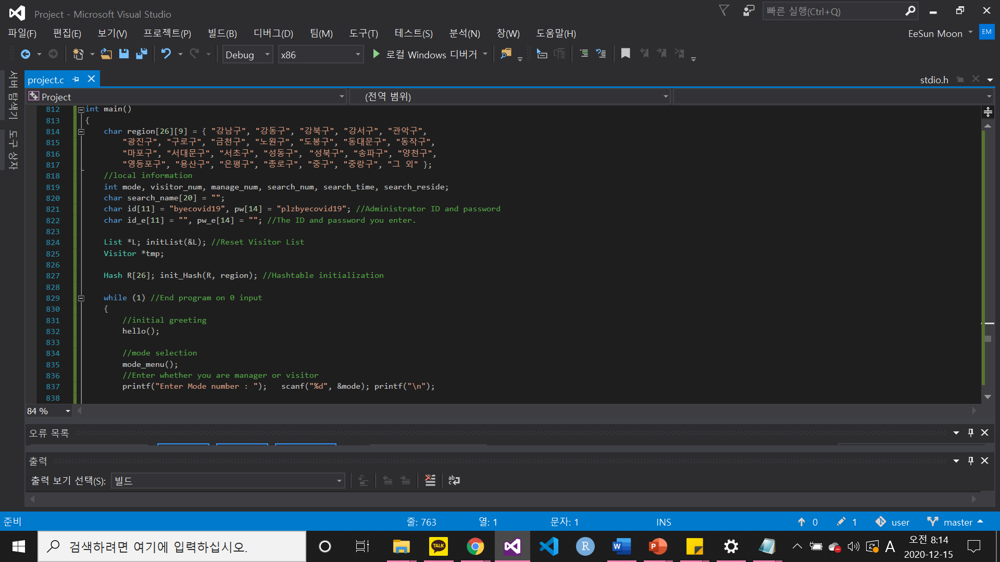 Project - Microsoft Visual Studio
빠른 실행(Ctrl+Q)
파일(F) 편집(E) 보기(V) 프로젝트(P) 빌드(B) 디버그(D) 팀(M) 도구(T) 테스트(S) 분석(N) 창(W) 도움말(H)
EeSun Moon EM
Debug x86 로컬 Windows 디버거
서버 탐색기
도구 상자
project.c
stdio.h
Project (전역 범위)
812 int main()
813 {
814 char region[26][9] = { "강남구", "강동구", "강북구", "강서구", "관악구",
815 "광진구", "구로구", "금천구", "노원구", "도봉구", "동대문구", "동작구",
816 "마포구", "서대문구", "서초구", "성동구", "성북구", "송파구", "양천구",
817 "영등포구", "용산구", "은평구", "종로구", "중구", "중랑구", "그 외" };
818 //local information
819 int mode, visitor_num, manage_num, search_num, search_time, search_reside;
820 char search_name[20] = "";
821 char id[11] = "byecovid19", pw[14] = "plzbyecovid19"; //Administrator ID and password
822 char id_e[11] = "", pw_e[14] = ""; //The ID and password you enter.
823
824 List *L; initList(&L); //Reset Visitor List
825 Visitor *tmp;
826
827 Hash R[26]; init_Hash(R, region); //Hashtable initialization
828
829 while (1) //End program on 0 input
830 {
831 //initial greeting
832 hello();
833
834 //mode selection
835 mode_menu();
836 //Enter whether you are manager or visitor
837 printf("Enter Mode number : "); scanf("%d", &mode); printf("\n");
838
84 %
오류 목록
출력
출력 보기 선택(S): 빌드
준비 줄: 763 열: 1 문자: 1 INS 0 1 user master
검색하려면 여기에 입력하십시오.
TALK
R
W
P
A
오전 8:14
2020-12-15